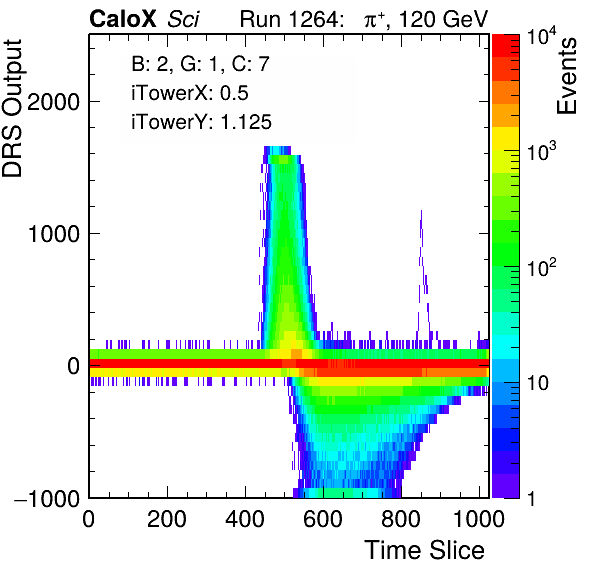 CaloX Sci Run 1264: π⁺, 120 GeV
B: 2, G: 1, C: 7
iTowerX: 0.5
iTowerY: 1.125
DRS Output
2000
1000
0
−1000
0 200 400 600 800 1000
Time Slice
Events
10⁴
10³
10²
10
1